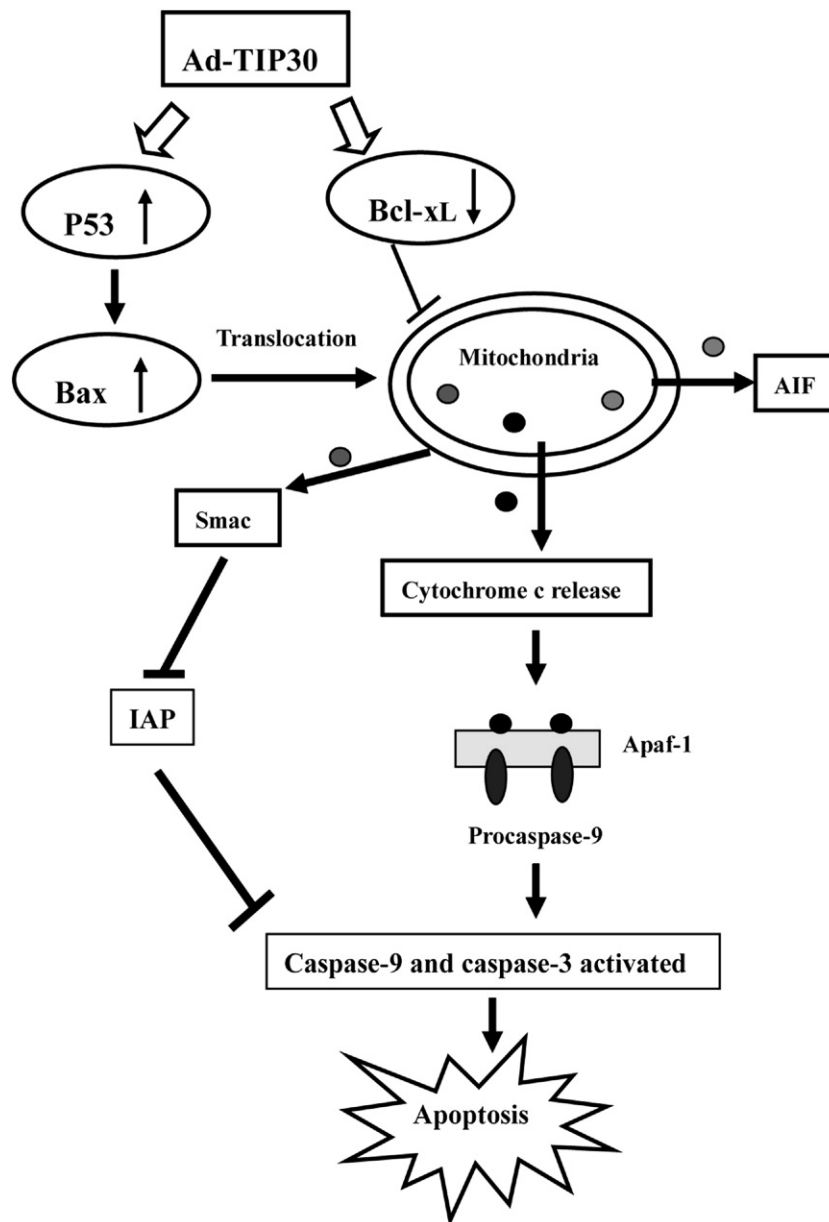 Ad-TIP30
P53
Bcl-xL
Bax
Translocation
Mitochondria
AIF
Smac
Cytochrome c release
IAP
Apaf-1
Procaspase-9
Caspase-9 and caspase-3 activated
Apoptosis